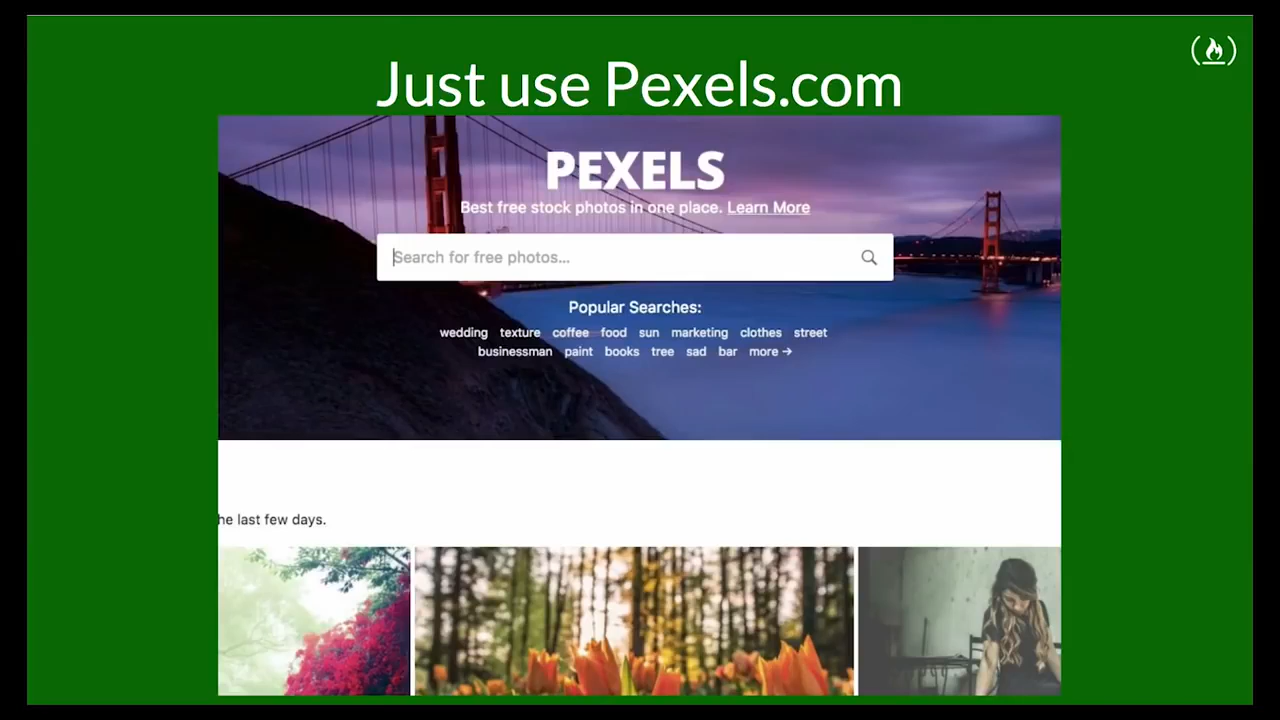 Just use Pexels.com
PEXELS
Best free stock photos in one place. Learn More
Search for free photos...
Popular Searches:
wedding texture coffee food sun marketing clothes street
businessman paint books tree sad bar more →
he last few days.